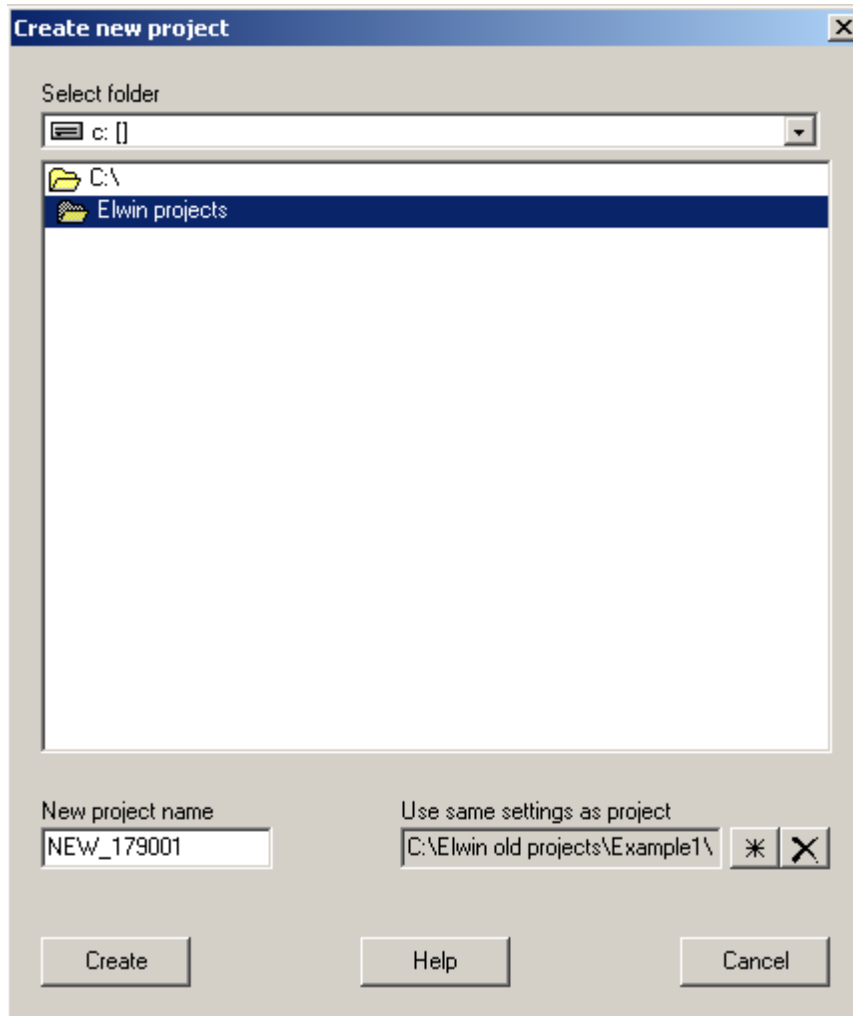 Create new project
Select folder
c: []
C:\
Elwin projects
New project name
Use same settings as project
NEW_179001
C:\Elwin old projects\Example1\
Create
Help
Cancel